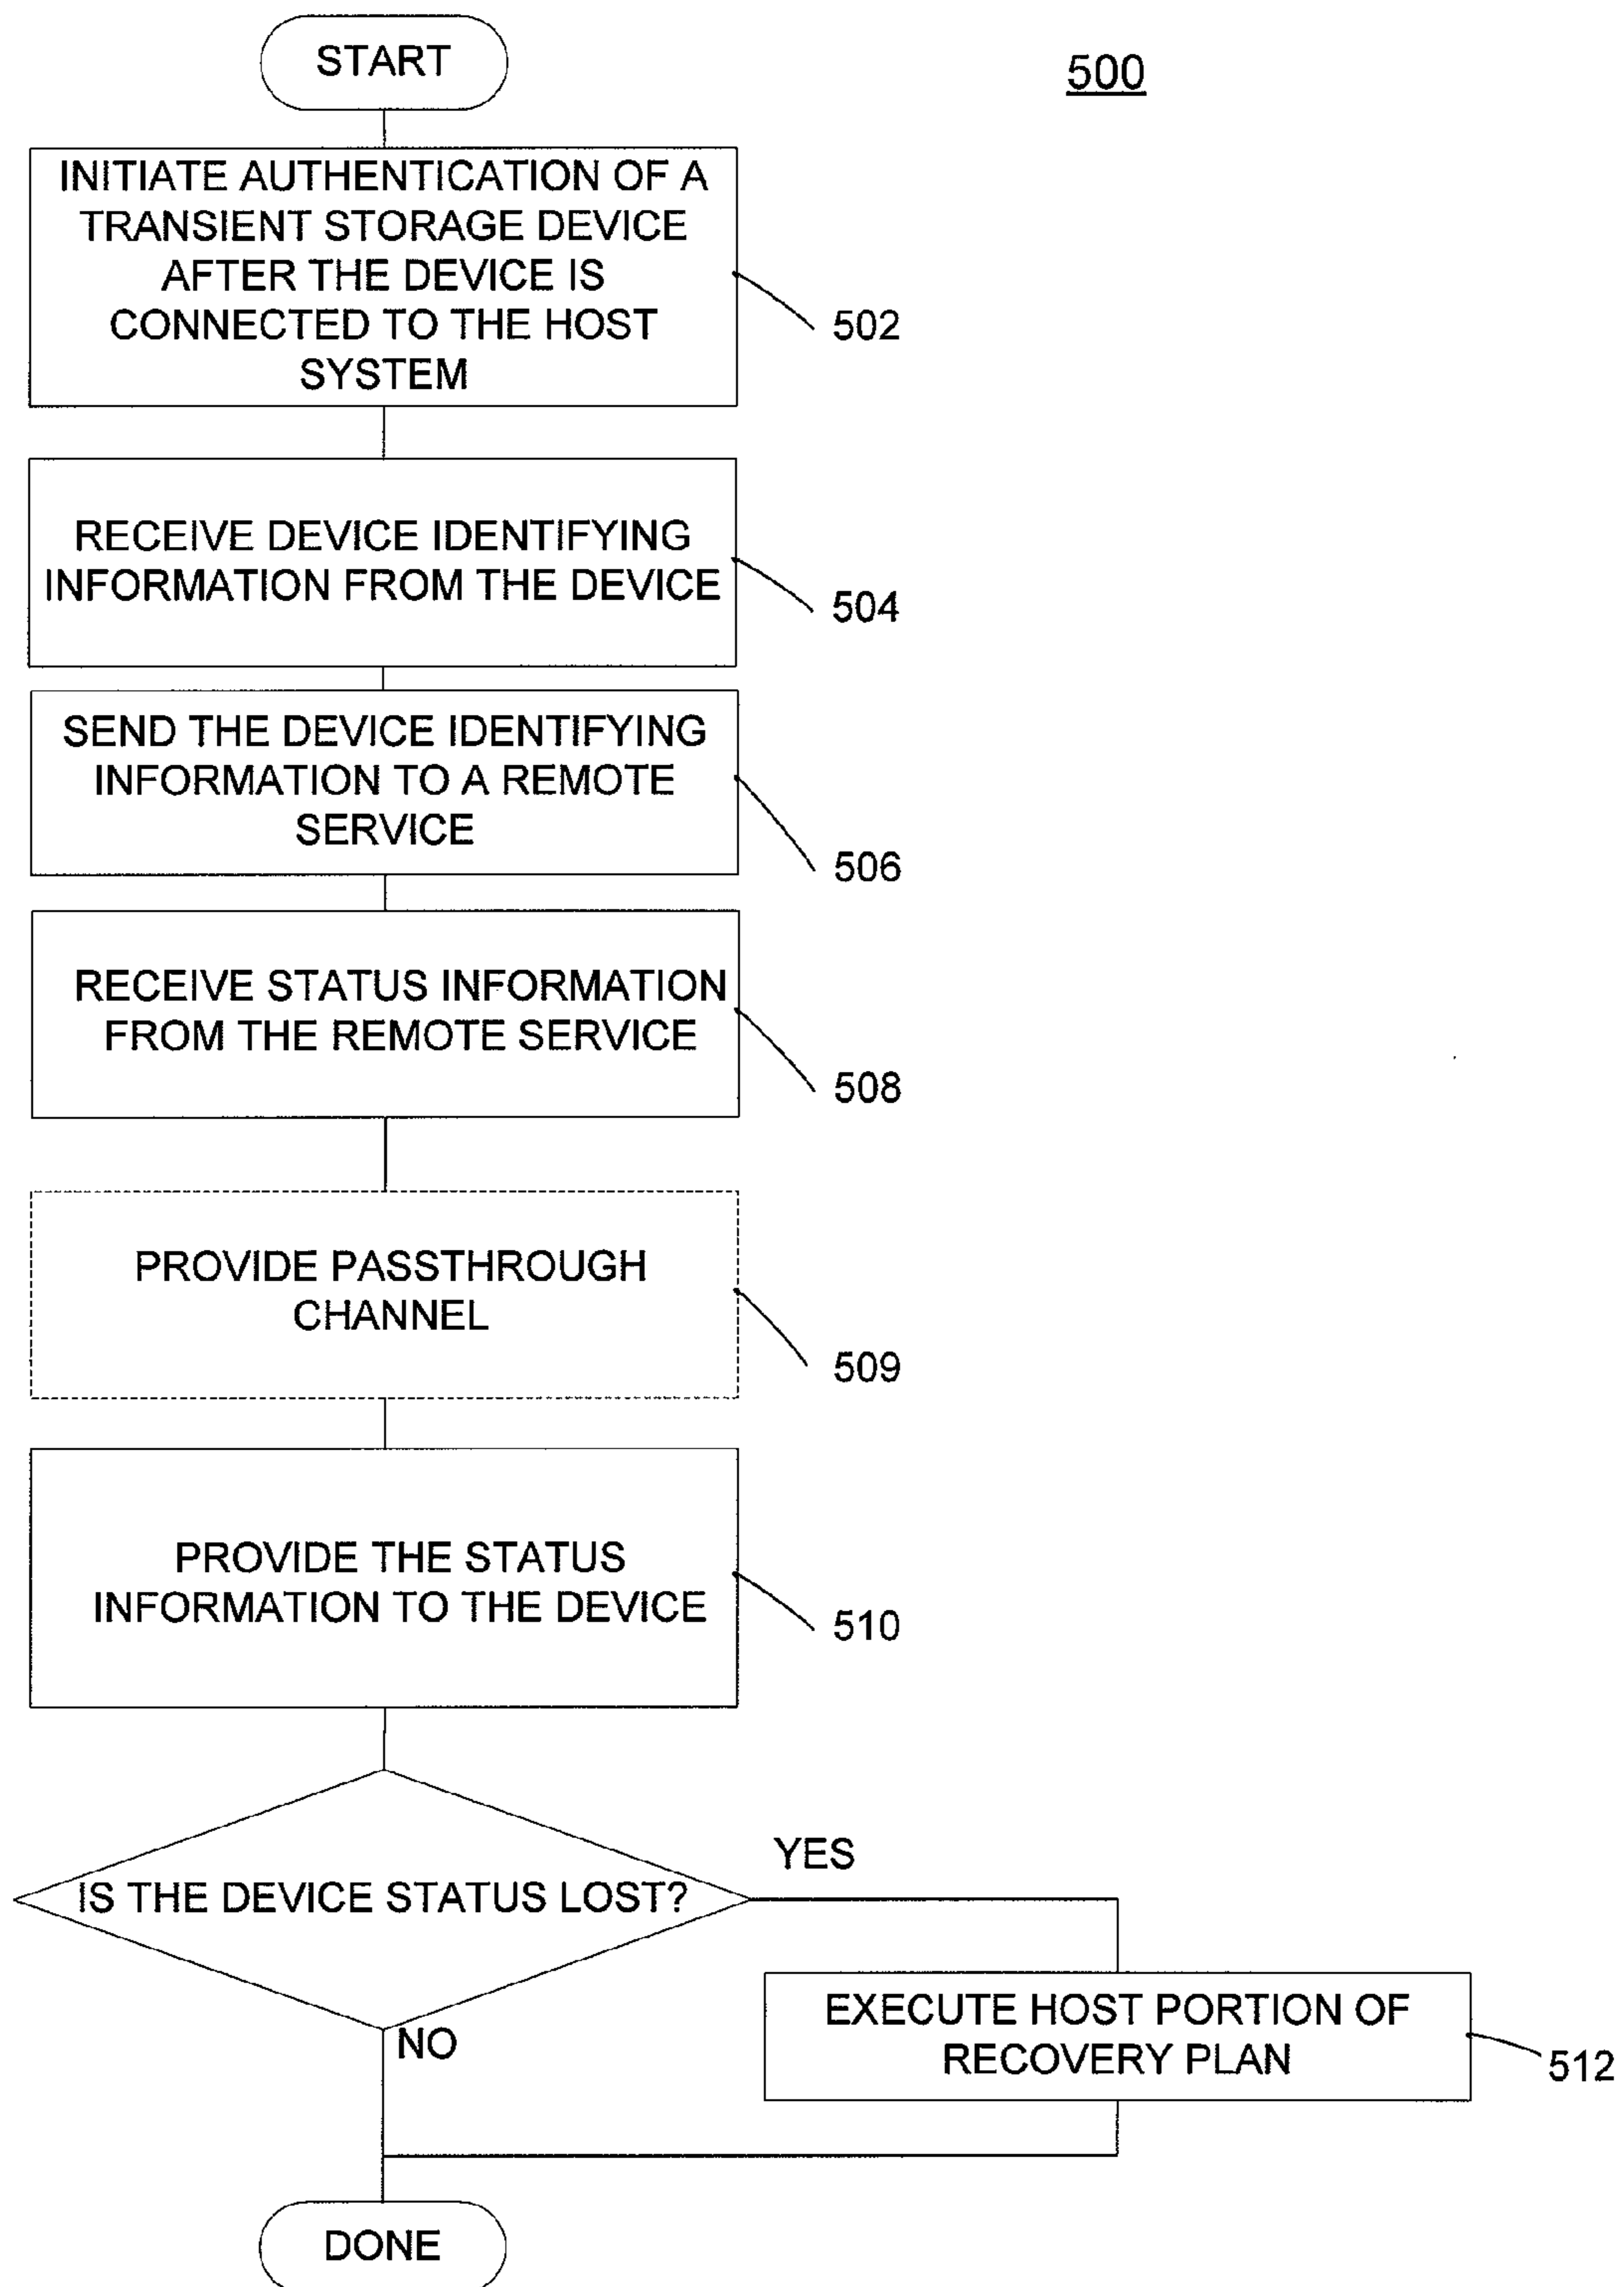 START
500
INITIATE AUTHENTICATION OF A
TRANSIENT STORAGE DEVICE
AFTER THE DEVICE IS
CONNECTED TO THE HOST
SYSTEM
502
RECEIVE DEVICE IDENTIFYING
INFORMATION FROM THE DEVICE
504
SEND THE DEVICE IDENTIFYING
INFORMATION TO A REMOTE
SERVICE
506
RECEIVE STATUS INFORMATION
FROM THE REMOTE SERVICE
508
PROVIDE PASSTHROUGH
CHANNEL
509
PROVIDE THE STATUS
INFORMATION TO THE DEVICE
510
IS THE DEVICE STATUS LOST?
YES
NO
EXECUTE HOST PORTION OF
RECOVERY PLAN
512
DONE